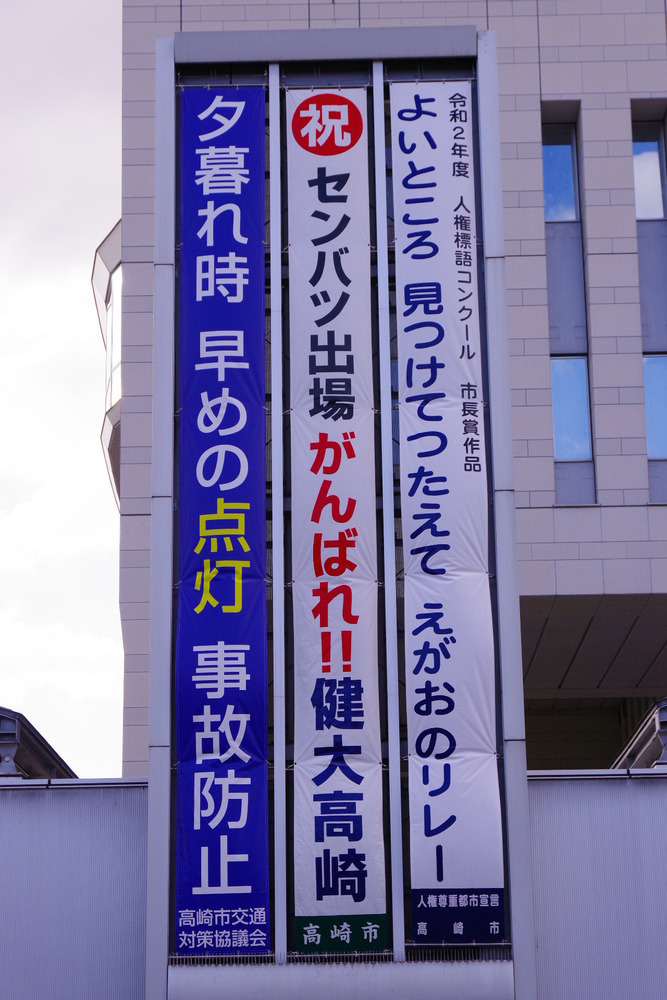 令和2年度 人権標語コンクール 市長賞作品
よいところ 見つけてつたえて えがおのリレー
人権尊重都市宣言
高崎市
祝
センバツ出場 がんばれ!! 健大高崎
高崎市
夕暮れ時 早めの点灯 事故防止
高崎市交通
対策協議会